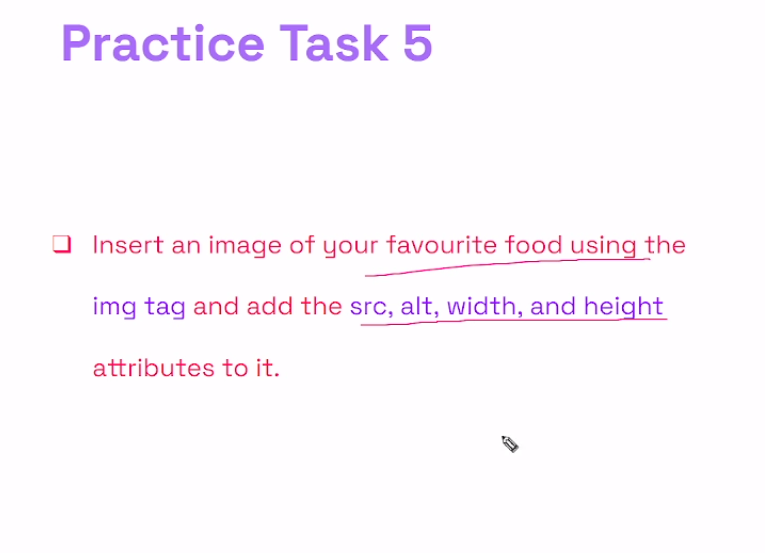 Practice Task 5
❑ Insert an image of your favourite food using the
img tag and add the src, alt, width, and height
attributes to it.